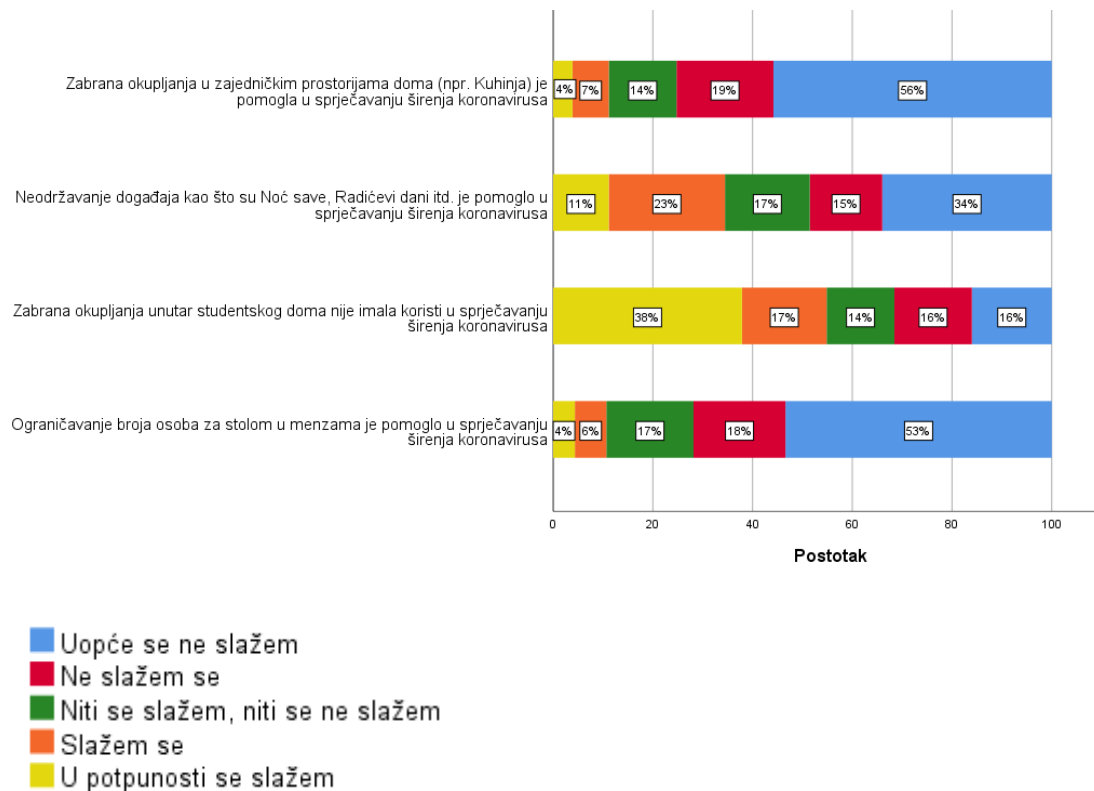 Zabrana okupljanja u zajedničkim prostorijama doma (npr. Kuhinja) je
pomogla u sprječavanju širenja koronavirusa
4% 7% 14% 19% 56%
Neodržavanje događaja kao što su Noć save, Radićevi dani itd. je pomoglo u
sprječavanju širenja koronavirusa
11% 23% 17% 15% 34%
Zabrana okupljanja unutar studentskog doma nije imala koristi u sprječavanju
širenja koronavirusa
38% 17% 14% 16% 16%
Ograničavanje broja osoba za stolom u menzama je pomoglo u sprječavanju
širenja koronavirusa
4% 6% 17% 18% 53%
0 20 40 60 80 100
Postotak
Uopće se ne slažem
Ne slažem se
Niti se slažem, niti se ne slažem
Slažem se
U potpunosti se slažem